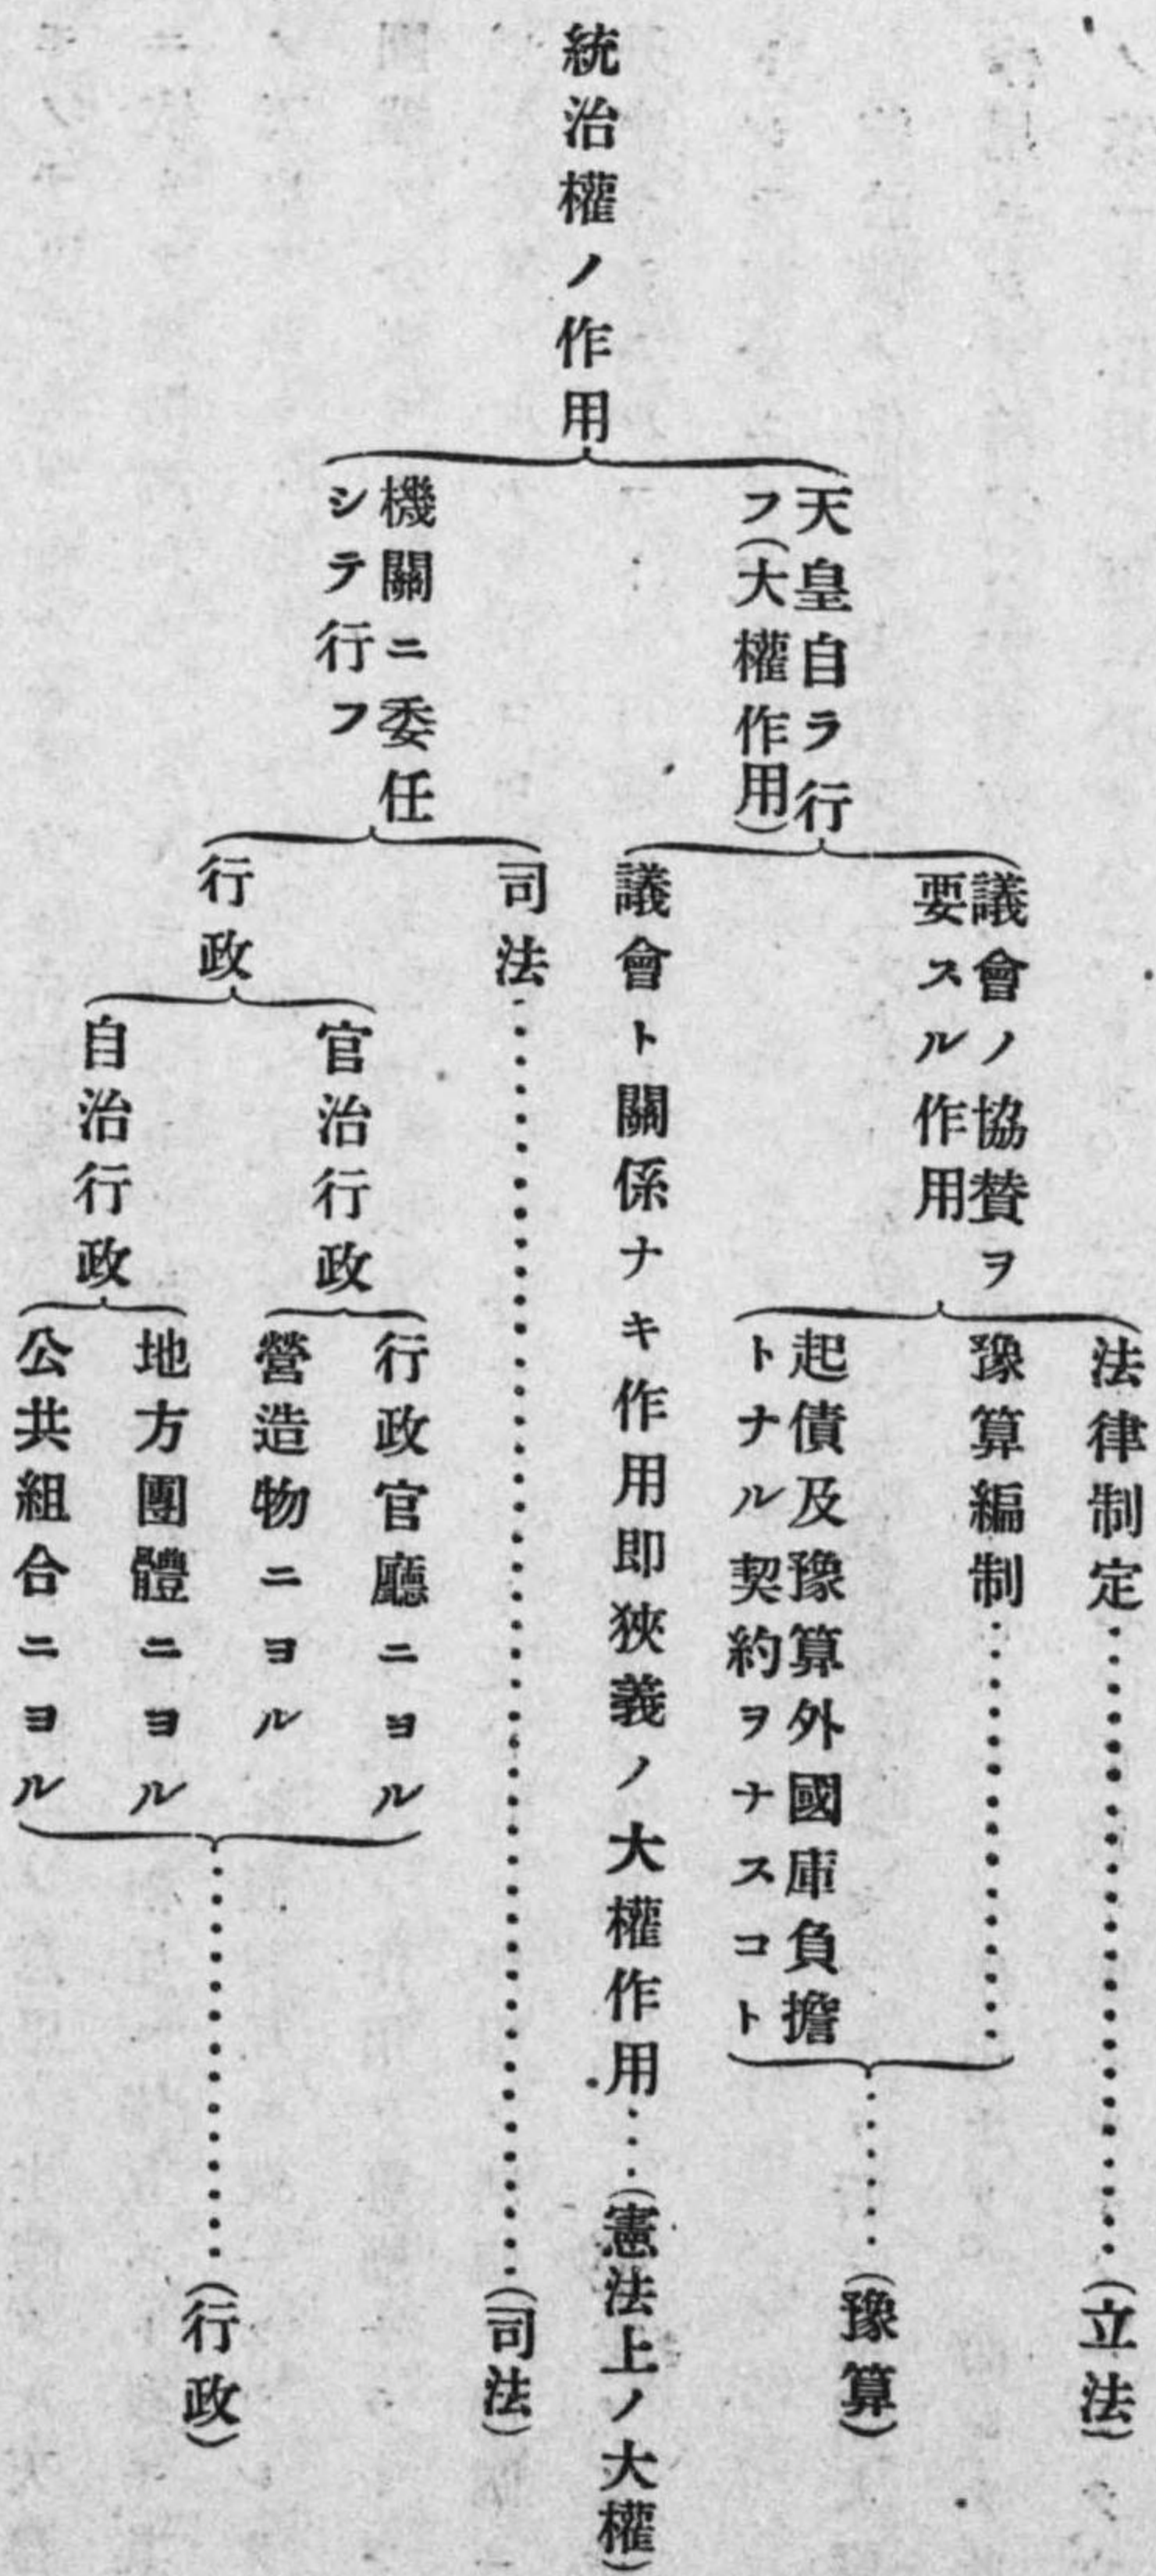 統治權ノ作用
天皇自ラ行
フ(大權作用)
議會ノ協賛ヲ
要スル作用
法律制定
(立法)
豫算編制
起債及豫算外國庫負擔
トナル契約ヲナスコト
(豫算)
議會ト關係ナキ作用即狹義ノ大權作用
(憲法上ノ大權)
機關ニ委任
シテ行フ
司法
(司法)
行政
官治行政
行政官廳ニヨル
營造物ニヨル
自治行政
地方團體ニヨル
公共組合ニヨル
(行政)